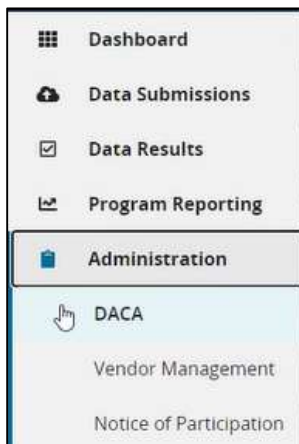 Dashboard
Data Submissions
Data Results
Program Reporting
Administration
DACA
Vendor Management
Notice of Participation